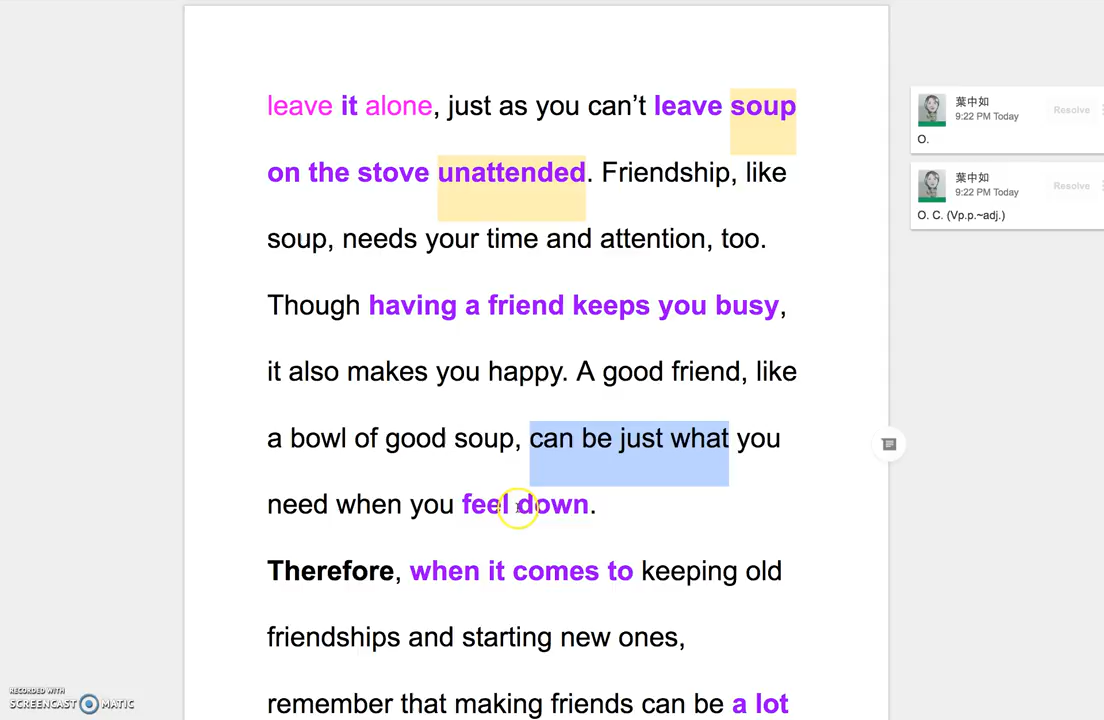 leave it alone, just as you can’t leave soup
on the stove unattended. Friendship, like
soup, needs your time and attention, too.
Though having a friend keeps you busy,
it also makes you happy. A good friend, like
a bowl of good soup, can be just what you
need when you feel down.
Therefore, when it comes to keeping old
friendships and starting new ones,
remember that making friends can be a lot
葉中如
9:22 PM Today
Resolve
O.
葉中如
9:22 PM Today
Resolve
O. C. (Vp.p.~adj.)
RECORDED WITH
SCREENCAST MATIC